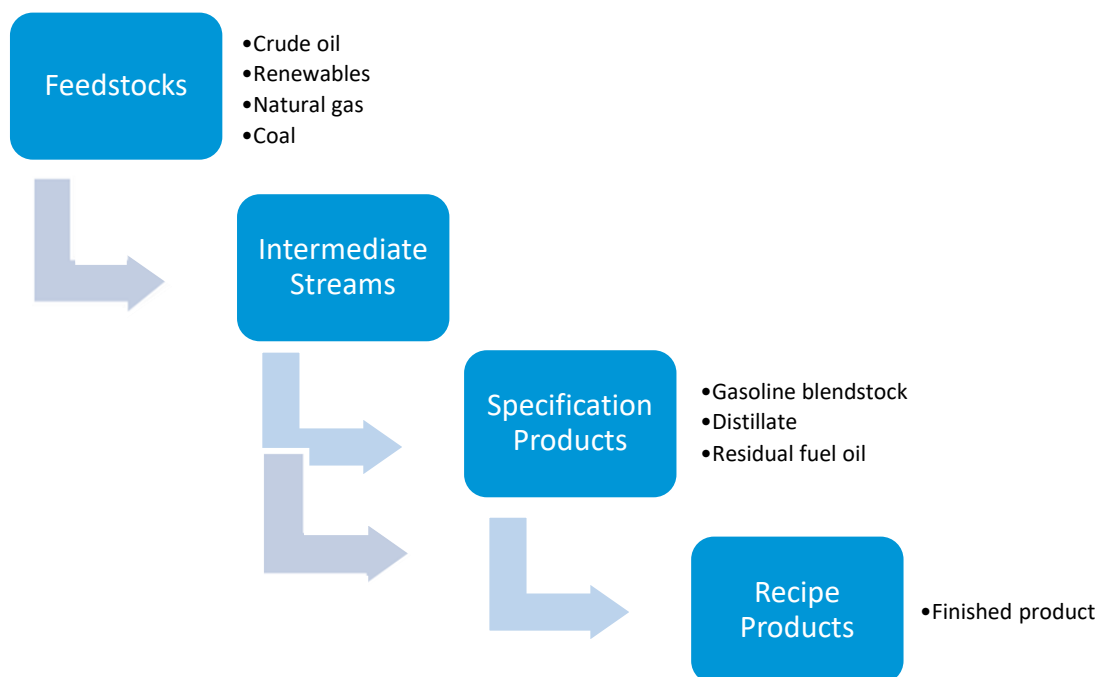 Feedstocks
•Crude oil
•Renewables
•Natural gas
•Coal
Intermediate
Streams
Specification
Products
•Gasoline blendstock
•Distillate
•Residual fuel oil
Recipe
Products
•Finished product